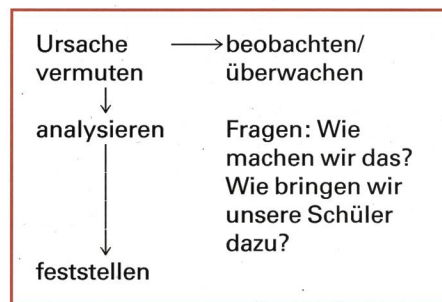 Ursache → beobachten/
vermuten überwachen
↓
analysieren Fragen: Wie
machen wir das?
Wie bringen wir
unsere Schüler
↓ dazu?
feststellen